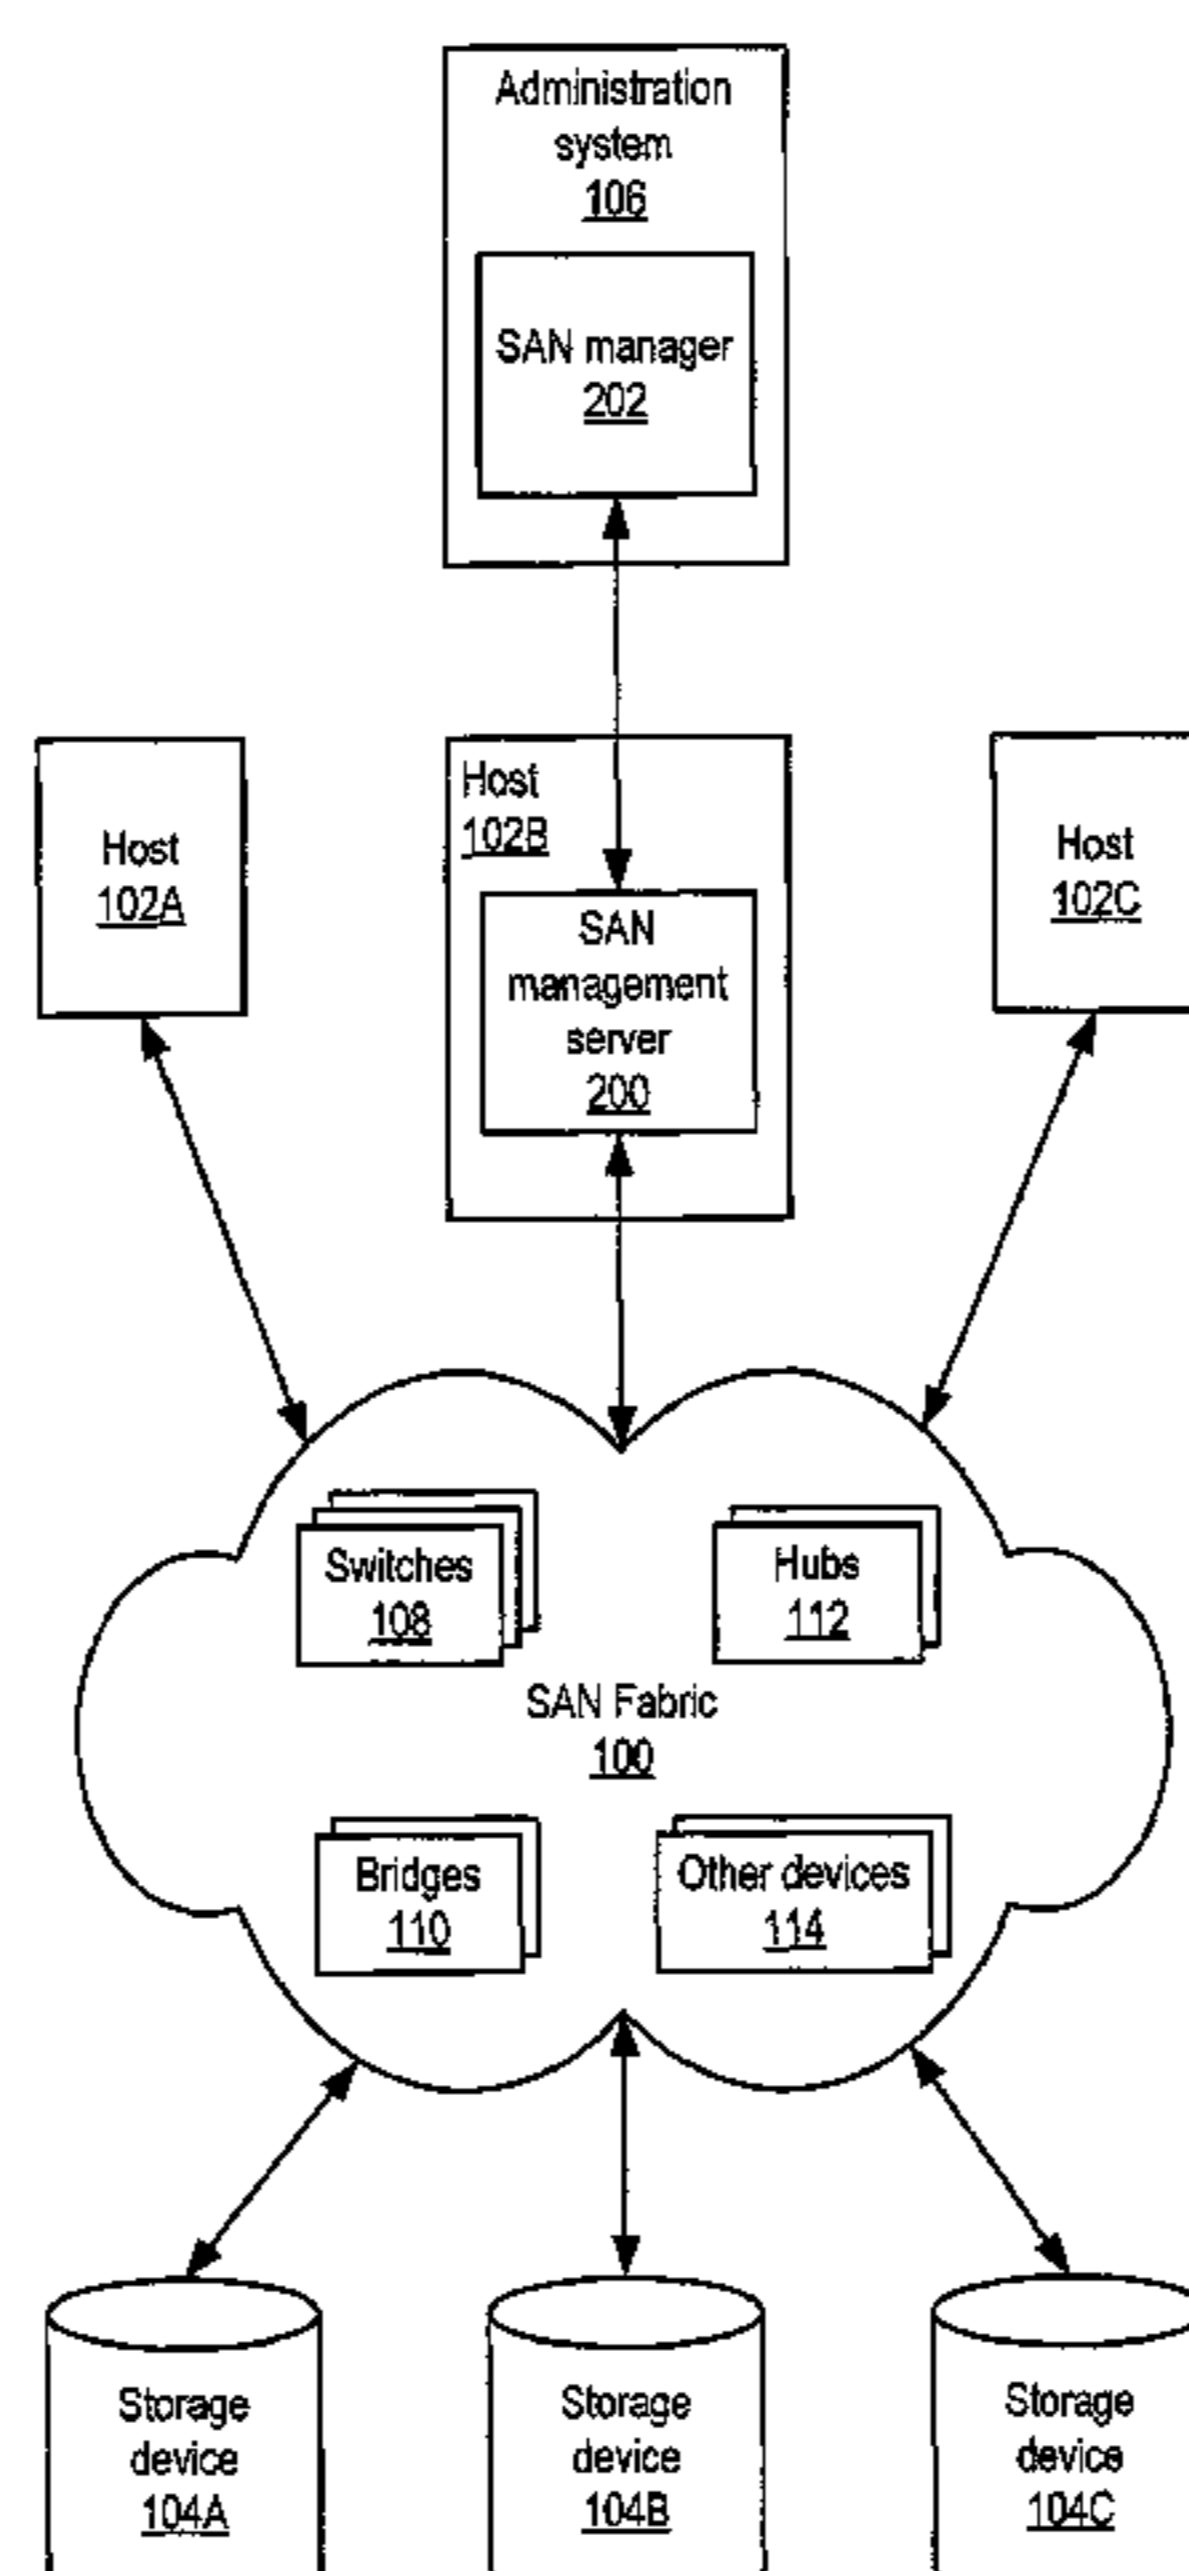 Administration
system
106
SAN manager
202
Host
102A
Host
102B
SAN
management
server
200
Host
102C
Switches
108
Hubs
112
SAN Fabric
100
Bridges
110
Other devices
114
Storage
device
104A
Storage
device
104B
Storage
device
104C